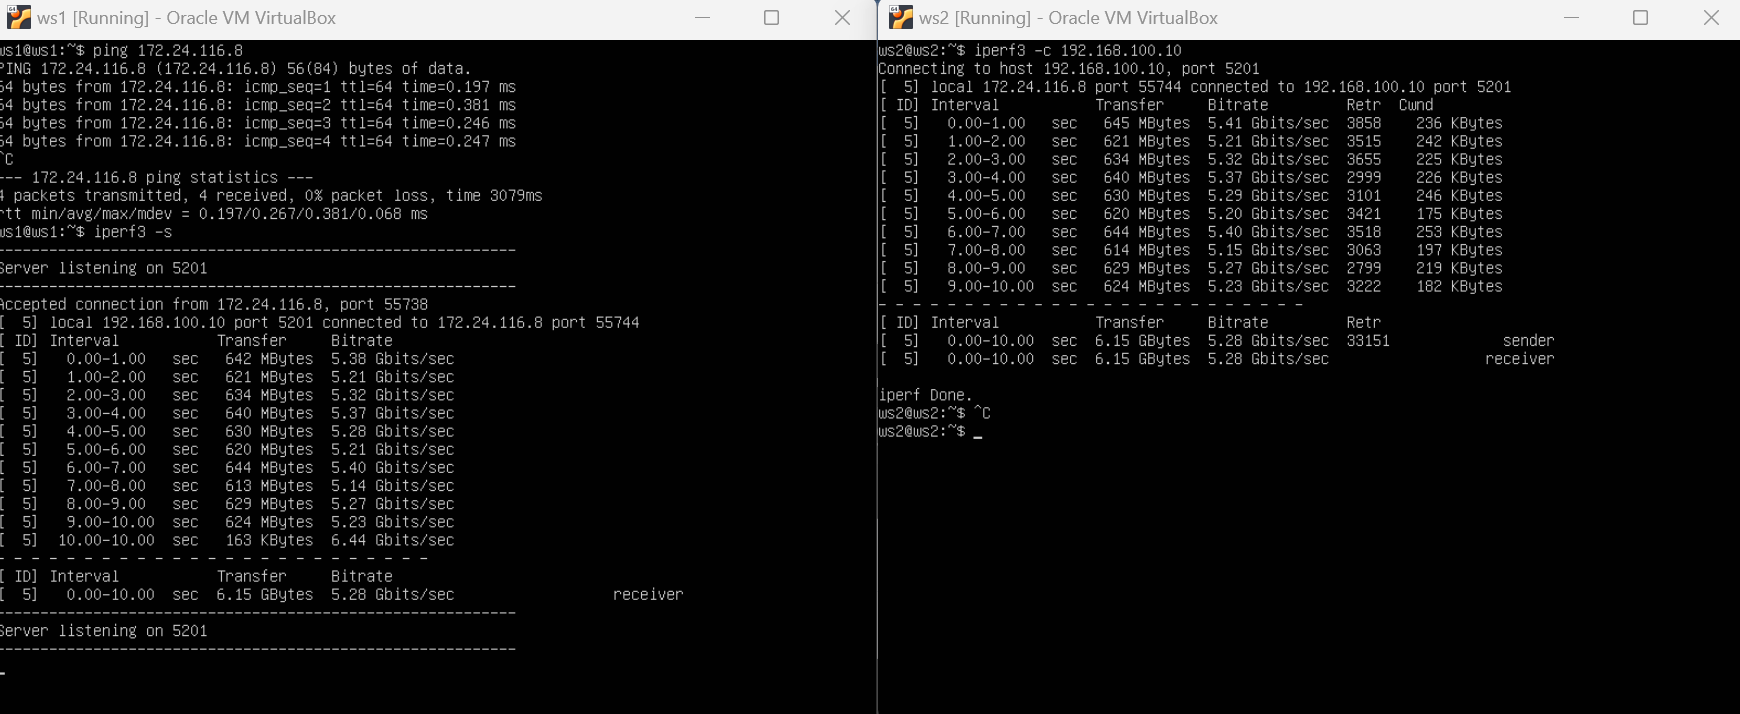 ws1 [Running] - Oracle VM VirtualBox
ws1@ws1:~$ ping 172.24.116.8
PING 172.24.116.8 (172.24.116.8) 56(84) bytes of data.
64 bytes from 172.24.116.8: icmp_seq=1 ttl=64 time=0.197 ms
64 bytes from 172.24.116.8: icmp_seq=2 ttl=64 time=0.381 ms
64 bytes from 172.24.116.8: icmp_seq=3 ttl=64 time=0.246 ms
64 bytes from 172.24.116.8: icmp_seq=4 ttl=64 time=0.247 ms
^C
--- 172.24.116.8 ping statistics ---
4 packets transmitted, 4 received, 0% packet loss, time 3079ms
rtt min/avg/max/mdev = 0.197/0.267/0.381/0.068 ms
ws1@ws1:~$ iperf3 -s
-----------------------------------------------------------
Server listening on 5201
-----------------------------------------------------------
Accepted connection from 172.24.116.8, port 55738
[  5] local 192.168.100.10 port 5201 connected to 172.24.116.8 port 55744
[ ID] Interval           Transfer     Bitrate
[  5]   0.00-1.00   sec   642 MBytes  5.38 Gbits/sec
[  5]   1.00-2.00   sec   621 MBytes  5.21 Gbits/sec
[  5]   2.00-3.00   sec   634 MBytes  5.32 Gbits/sec
[  5]   3.00-4.00   sec   640 MBytes  5.37 Gbits/sec
[  5]   4.00-5.00   sec   630 MBytes  5.28 Gbits/sec
[  5]   5.00-6.00   sec   620 MBytes  5.21 Gbits/sec
[  5]   6.00-7.00   sec   644 MBytes  5.40 Gbits/sec
[  5]   7.00-8.00   sec   613 MBytes  5.14 Gbits/sec
[  5]   8.00-9.00   sec   629 MBytes  5.27 Gbits/sec
[  5]   9.00-10.00  sec   624 MBytes  5.23 Gbits/sec
[  5]  10.00-10.00  sec   163 KBytes  6.44 Gbits/sec
- - - - - - - - - - - - - - - - - - - - - - - - -
[ ID] Interval           Transfer     Bitrate
[  5]   0.00-10.00  sec  6.15 GBytes  5.28 Gbits/sec                  receiver
-----------------------------------------------------------
Server listening on 5201
-----------------------------------------------------------
ws2 [Running] - Oracle VM VirtualBox
ws2@ws2:~$ iperf3 -c 192.168.100.10
Connecting to host 192.168.100.10, port 5201
[  5] local 172.24.116.8 port 55744 connected to 192.168.100.10 port 5201
[ ID] Interval           Transfer     Bitrate         Retr  Cwnd
[  5]   0.00-1.00   sec   645 MBytes  5.41 Gbits/sec  3858    236 KBytes
[  5]   1.00-2.00   sec   621 MBytes  5.21 Gbits/sec  3515    242 KBytes
[  5]   2.00-3.00   sec   634 MBytes  5.32 Gbits/sec  3655    225 KBytes
[  5]   3.00-4.00   sec   640 MBytes  5.37 Gbits/sec  2999    226 KBytes
[  5]   4.00-5.00   sec   630 MBytes  5.29 Gbits/sec  3101    246 KBytes
[  5]   5.00-6.00   sec   620 MBytes  5.20 Gbits/sec  3421    175 KBytes
[  5]   6.00-7.00   sec   644 MBytes  5.40 Gbits/sec  3518    253 KBytes
[  5]   7.00-8.00   sec   614 MBytes  5.15 Gbits/sec  3063    197 KBytes
[  5]   8.00-9.00   sec   629 MBytes  5.27 Gbits/sec  2799    219 KBytes
[  5]   9.00-10.00  sec   624 MBytes  5.23 Gbits/sec  3222    182 KBytes
- - - - - - - - - - - - - - - - - - - - - - - - -
[ ID] Interval           Transfer     Bitrate         Retr
[  5]   0.00-10.00  sec  6.15 GBytes  5.28 Gbits/sec  33151             sender
[  5]   0.00-10.00  sec  6.15 GBytes  5.28 Gbits/sec                  receiver
iperf Done.
ws2@ws2:~$ ^C
ws2@ws2:~$ _